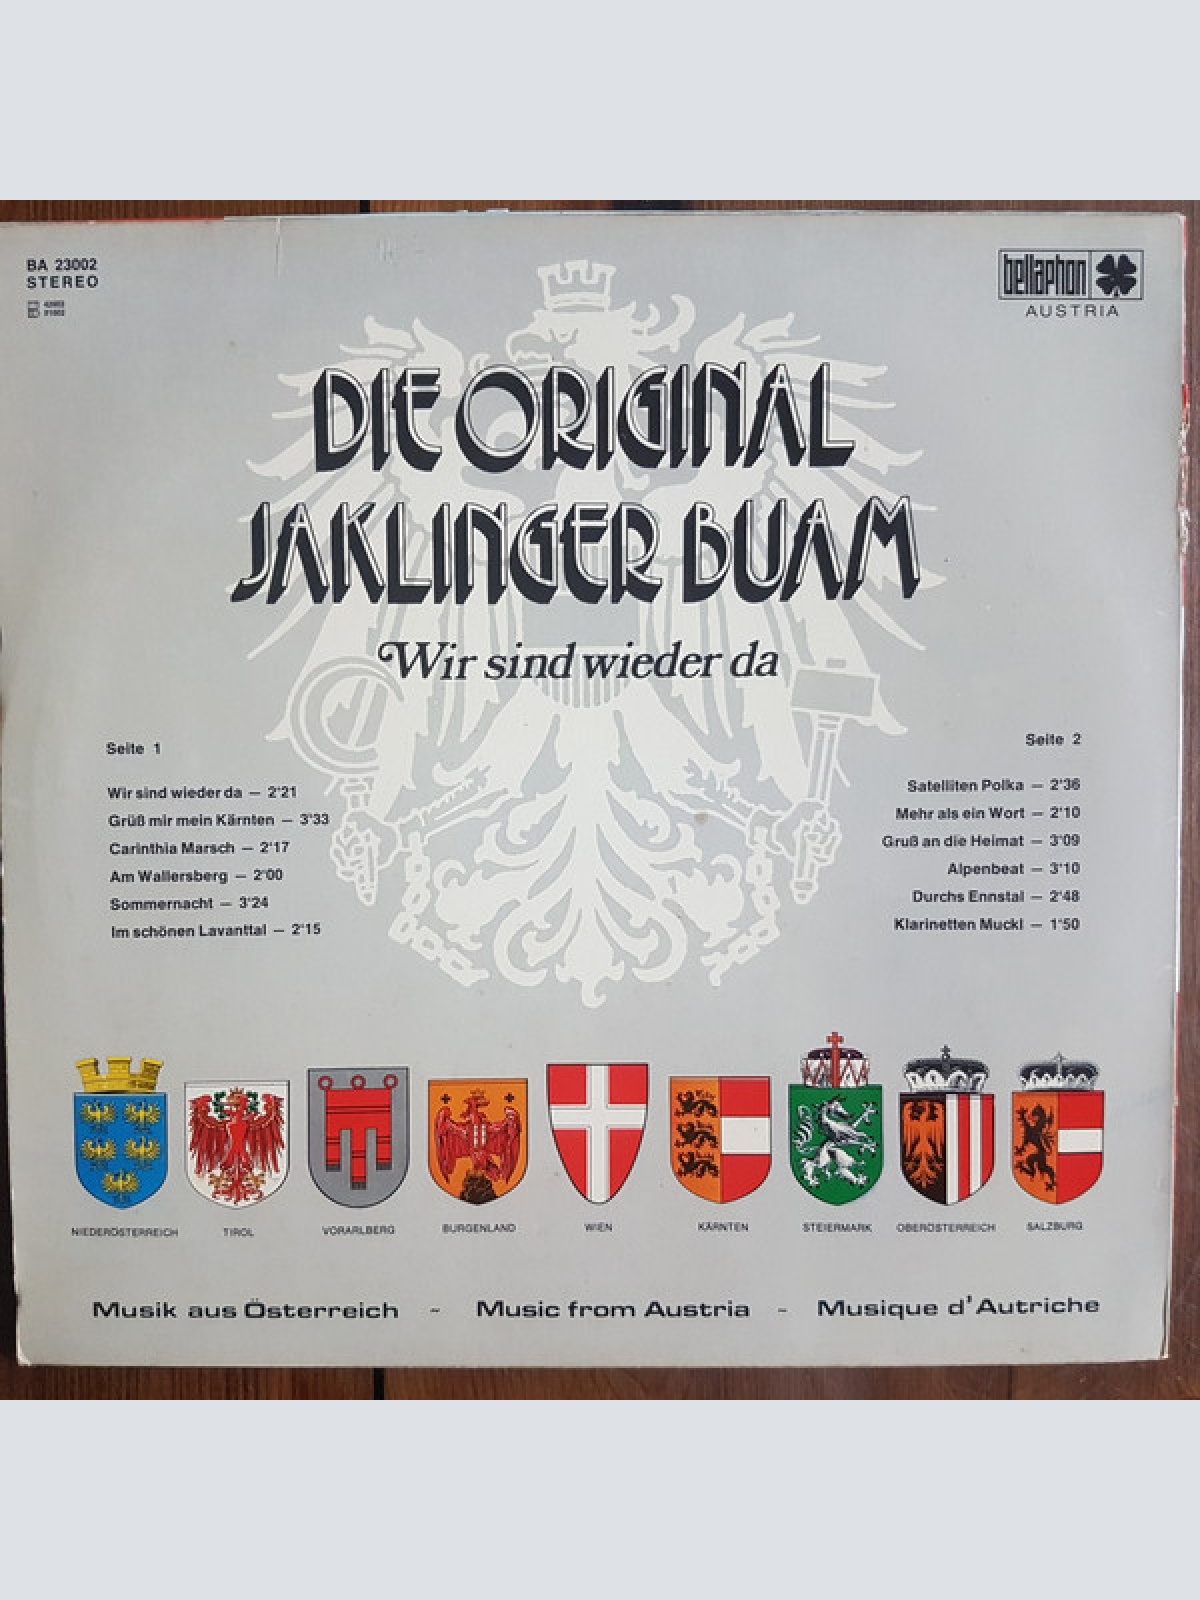 BA 23002
STEREO
bellaphon
AUSTRIA
DIE ORIGINAL
JAKLINGER BUAM
Wir sind wieder da
Seite 1
Wir sind wieder da — 2'21
Grüß mir mein Kärnten — 3'33
Carinthia Marsch — 2'17
Am Wallersberg — 2'00
Sommernacht — 3'24
Im schönen Lavanttal — 2'15
Seite 2
Satelliten Polka — 2'36
Mehr als ein Wort — 2'10
Gruß an die Heimat — 3'09
Alpenbeat — 3'10
Durchs Ennstal — 2'48
Klarinetten Muckl — 1'50
NIEDERÖSTERREICH TIROL VORARLBERG BURGENLAND WIEN KÄRNTEN STEIERMARK OBERÖSTERREICH SALZBURG
Musik aus Österreich - Music from Austria - Musique d'Autriche